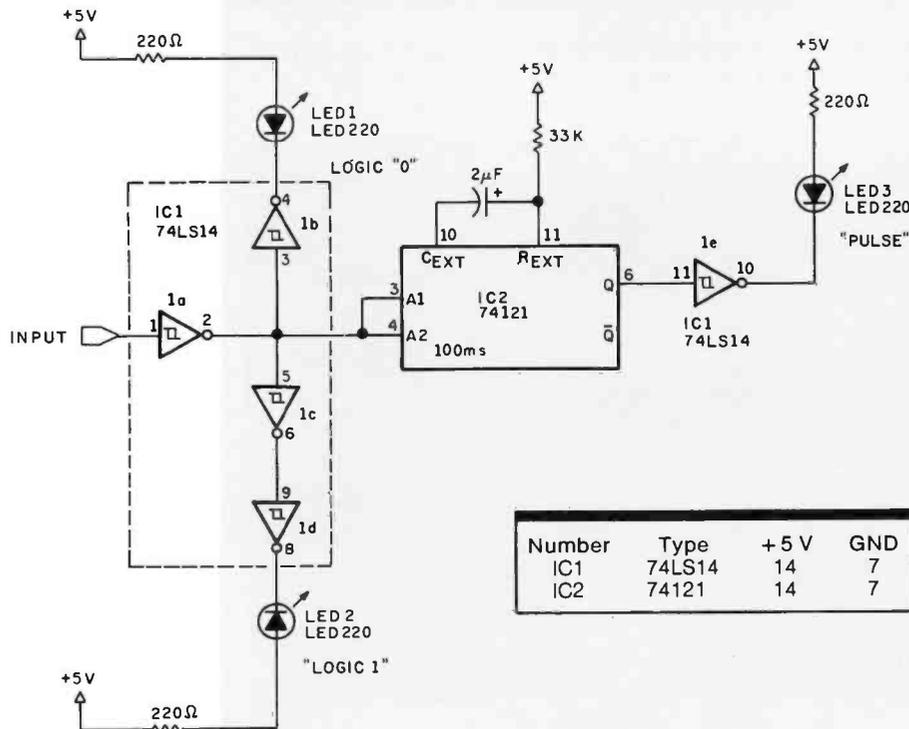 +5V
220Ω
LED1
LED220
LOGIC "0"
IC1
74LS14
4
1b
3
INPUT
1
1a
2
5
1c
6
9
1d
8
LED2
LED220
"LOGIC 1"
+5V
220Ω
+5V
33K
2μF
+
10
11
CEXT
REXT
3
A1
4
A2
IC2
74121
100ms
Q
6
Q̅
11
1e
10
IC1
74LS14
+5V
220Ω
LED3
LED220
"PULSE"
Number Type +5 V GND
IC1 74LS14 14 7
IC2 74121 14 7